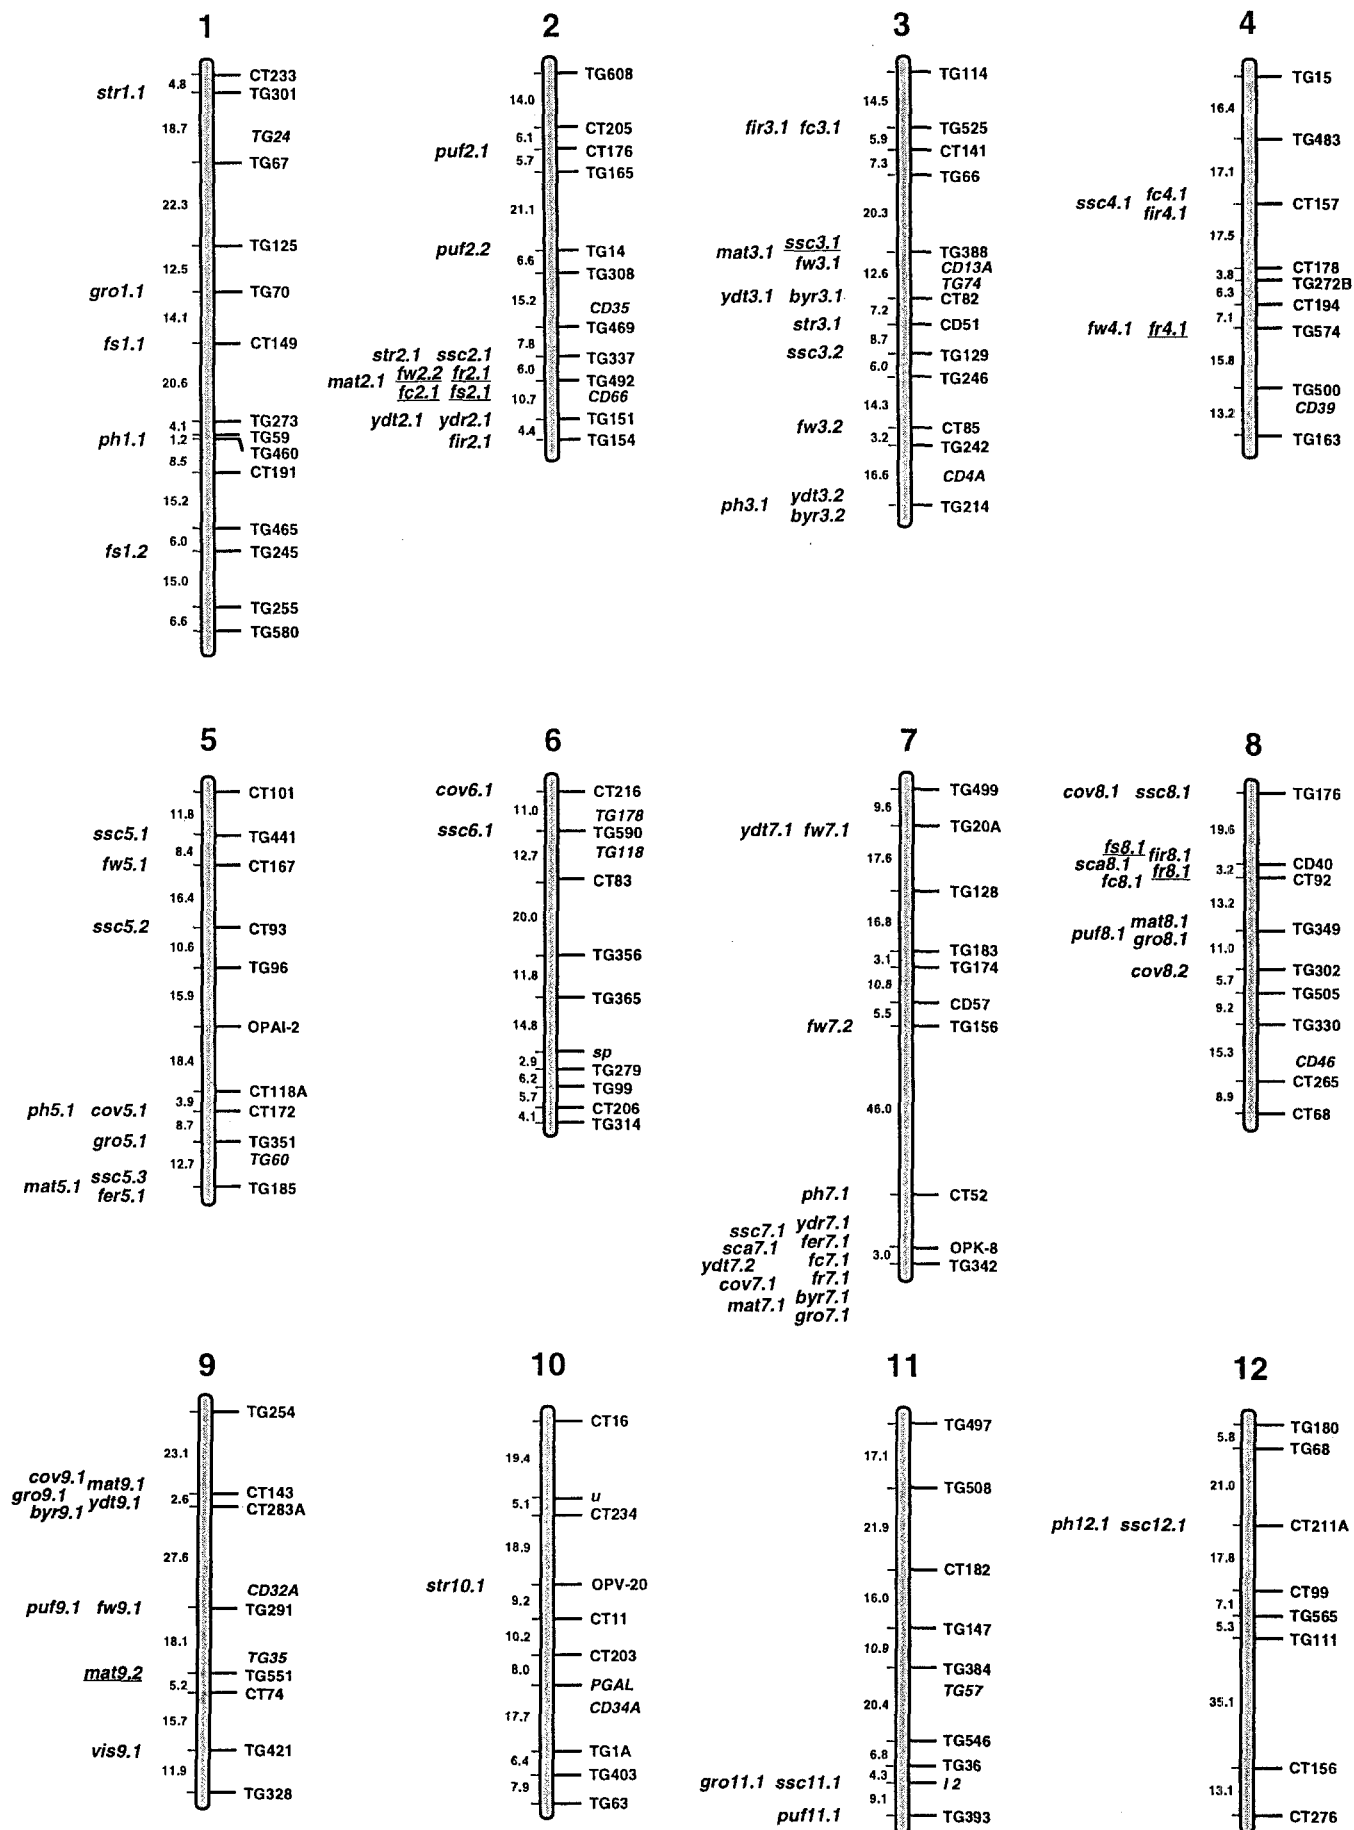 1
CT233
4.8
str1.1
TG301
18.7
TG24
TG67
22.3
TG125
12.5
gro1.1
TG70
14.1
fs1.1
CT149
20.6
TG273
4.1
TG59
ph1.1
1.2
TG460
8.5
CT191
15.2
TG465
6.0
fs1.2
TG245
15.0
TG255
6.6
TG580
2
TG608
14.0
CT205
6.1
puf2.1
CT176
5.7
TG165
21.1
puf2.2
TG14
6.6
TG308
15.2
CD35
TG469
7.8
str2.1 ssc2.1
TG337
mat2.1 fw2.2 fr2.1
6.0
TG492
fc2.1 fs2.1
10.7
CD66
ydt2.1 ydr2.1
TG151
4.4
fir2.1
TG154
3
TG114
14.5
fir3.1 fc3.1
TG525
5.9
CT141
7.3
TG66
20.3
mat3.1 ssc3.1
TG388
fw3.1
CD13A
12.6
TG74
ydt3.1 byr3.1
CT82
7.2
str3.1
CD51
8.7
ssc3.2
TG129
6.0
TG246
14.3
fw3.2
CT85
3.2
TG242
16.6
CD4A
ph3.1 ydt3.2
TG214
byr3.2
4
TG15
16.4
TG483
17.1
ssc4.1 fc4.1
CT157
fir4.1
17.5
CT178
3.8
TG272B
6.3
CT194
7.1
fw4.1 fr4.1
TG574
15.8
TG500
CD39
13.2
TG163
5
CT101
11.8
ssc5.1
TG441
8.4
fw5.1
CT167
16.4
ssc5.2
CT93
10.6
TG96
15.9
OPAI-2
18.4
CT118A
3.9
ph5.1 cov5.1
CT172
8.7
gro5.1
TG351
TG60
12.7
mat5.1 ssc5.3
TG185
fer5.1
6
cov6.1
CT216
11.0
TG178
ssc6.1
TG590
12.7
TG118
CT83
20.0
TG356
11.8
TG365
14.8
sp
2.9
TG279
6.2
TG99
5.7
CT206
4.1
TG314
7
TG499
9.6
ydt7.1 fw7.1
TG20A
17.6
TG128
16.8
TG183
3.1
TG174
10.8
CD57
5.5
fw7.2
TG156
46.0
ph7.1
CT52
ssc7.1 ydr7.1
sca7.1 fer7.1
OPK-8
3.0
ydt7.2 fc7.1
TG342
cov7.1 fr7.1
mat7.1 byr7.1
gro7.1
8
cov8.1 ssc8.1
TG176
19.6
fs8.1 fir8.1
CD40
sca8.1 fr8.1
3.2
fc8.1
CT92
13.2
puf8.1 mat8.1
TG349
gro8.1
11.0
cov8.2
TG302
5.7
TG505
9.2
TG330
15.3
CD46
CT265
8.9
CT68
9
TG254
23.1
cov9.1 mat9.1
gro9.1
CT143
byr9.1 ydt9.1
2.6
CT283A
27.6
CD32A
puf9.1 fw9.1
TG291
18.1
TG35
mat9.2
TG551
5.2
CT74
15.7
vis9.1
TG421
11.9
TG328
10
CT16
19.4
u
5.1
CT234
18.9
str10.1
OPV-20
9.2
CT11
10.2
CT203
8.0
PGAL
CD34A
17.7
TG1A
6.4
TG403
7.9
TG63
11
TG497
17.1
TG508
21.9
CT182
16.0
TG147
10.9
TG384
TG57
20.4
TG546
6.8
TG36
4.3
gro11.1 ssc11.1
I 2
9.1
puf11.1
TG393
12
TG180
5.8
TG68
21.0
ph12.1 ssc12.1
CT211A
17.8
CT99
7.1
TG565
5.3
TG111
35.1
CT156
13.1
CT276